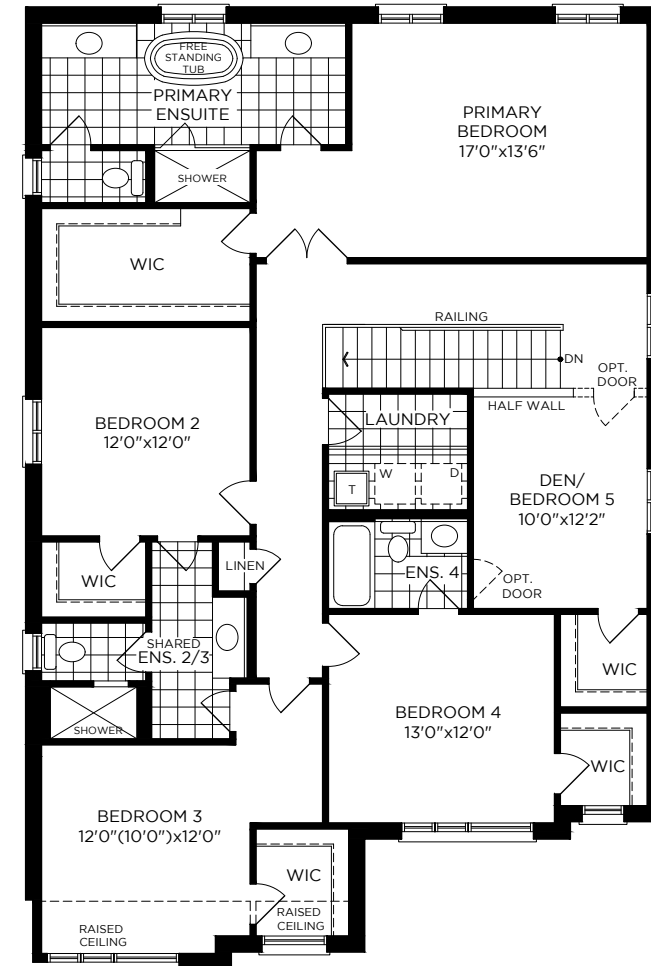 FREE
STANDING
TUB
PRIMARY
ENSUITE
PRIMARY
BEDROOM
17'0"x13'6"
SHOWER
WIC
RAILING
DN
OPT.
DOOR
HALF WALL
BEDROOM 2
12'0"x12'0"
LAUNDRY
W
D
T
DEN/
BEDROOM 5
10'0"x12'2"
LINEN
WIC
ENS. 4
OPT.
DOOR
SHARED
ENS. 2/3
WIC
SHOWER
BEDROOM 4
13'0"x12'0"
WIC
BEDROOM 3
12'0"(10'0")x12'0"
WIC
RAISED
CEILING
RAISED
CEILING